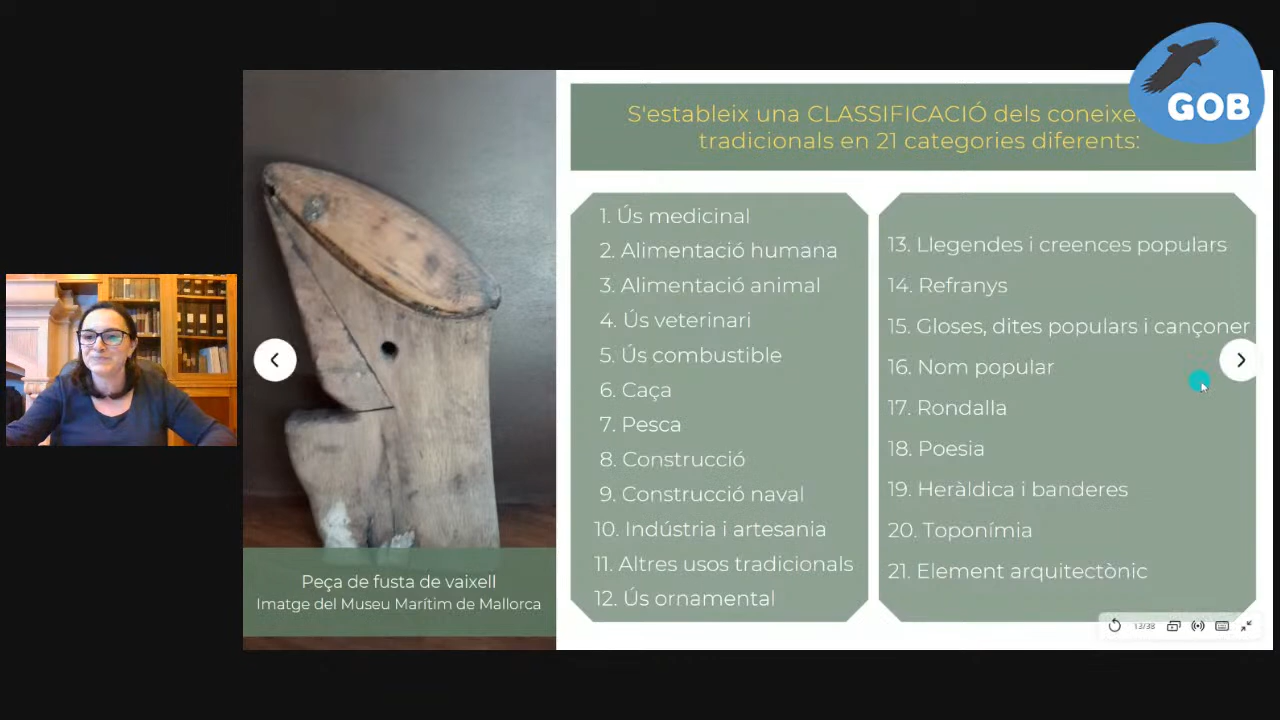 GOB
S'estableix una CLASSIFICACIÓ dels
tradicionals en 21 categories diferents:
1. Ús medicinal
2. Alimentació humana
3. Alimentació animal
4. Ús veterinari
5. Ús combustible
6. Caça
7. Pesca
8. Construcció
9. Construcció naval
10. Indústria i artesania
11. Altres usos tradicionals
12. Ús ornamental
13. Llegendes i creences populars
14. Refranys
15. Gloses, dites populars i cançoner
16. Nom popular
17. Rondalla
18. Poesia
19. Heràldica i banderes
20. Toponímia
21. Element arquitectònic
Peça de fusta de vaixell
Imatge del Museu Marítim de Mallorca
13/38